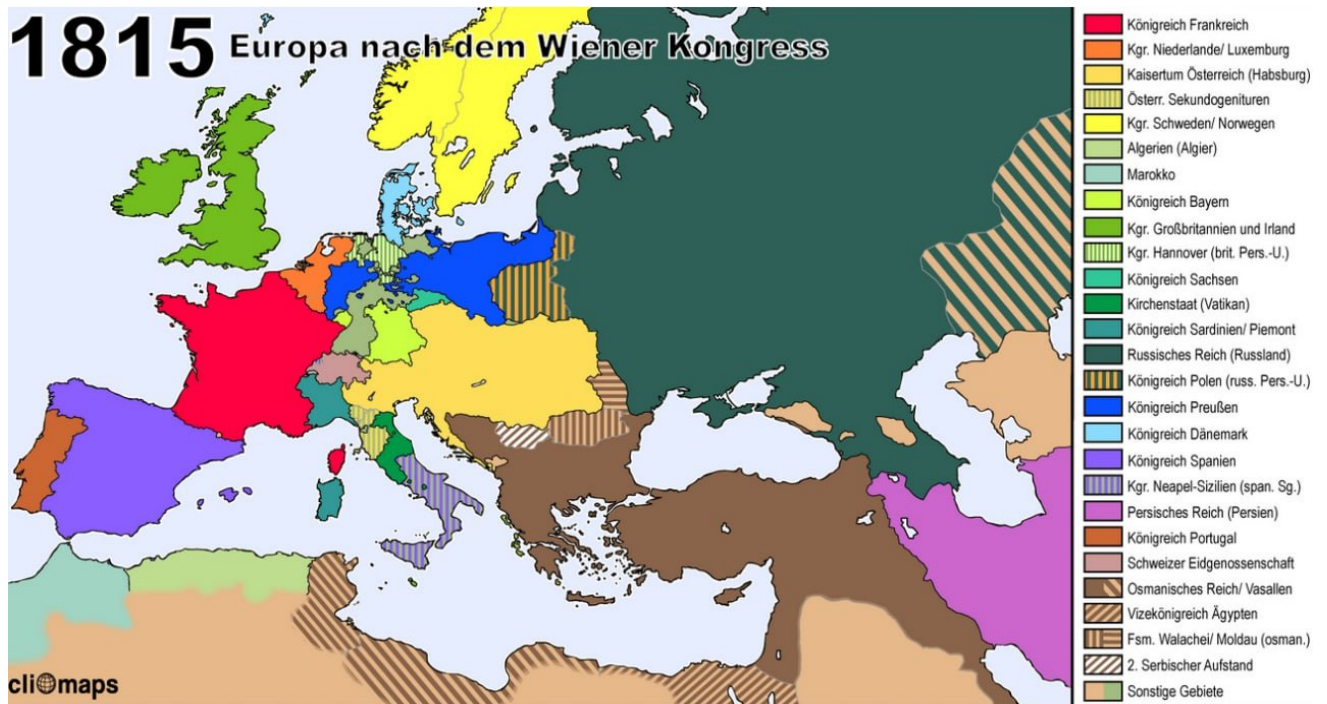 1815 Europa nach dem Wiener Kongress
Königreich Frankreich
Kgr. Niederlande/ Luxemburg
Kaisertum Österreich (Habsburg)
Österr. Sekundogenituren
Kgr. Schweden/ Norwegen
Algerien (Algier)
Marokko
Königreich Bayern
Kgr. Großbritannien und Irland
Kgr. Hannover (brit. Pers.-U.)
Königreich Sachsen
Kirchenstaat (Vatikan)
Königreich Sardinien/ Piemont
Russisches Reich (Russland)
Königreich Polen (russ. Pers.-U.)
Königreich Preußen
Königreich Dänemark
Königreich Spanien
Kgr. Neapel-Sizilien (span. Sg.)
Persisches Reich (Persien)
Königreich Portugal
Schweizer Eidgenossenschaft
Osmanisches Reich/ Vasallen
Vizekönigreich Ägypten
Fsm. Walachei/ Moldau (osman.)
2. Serbischer Aufstand
Sonstige Gebiete
cliomaps